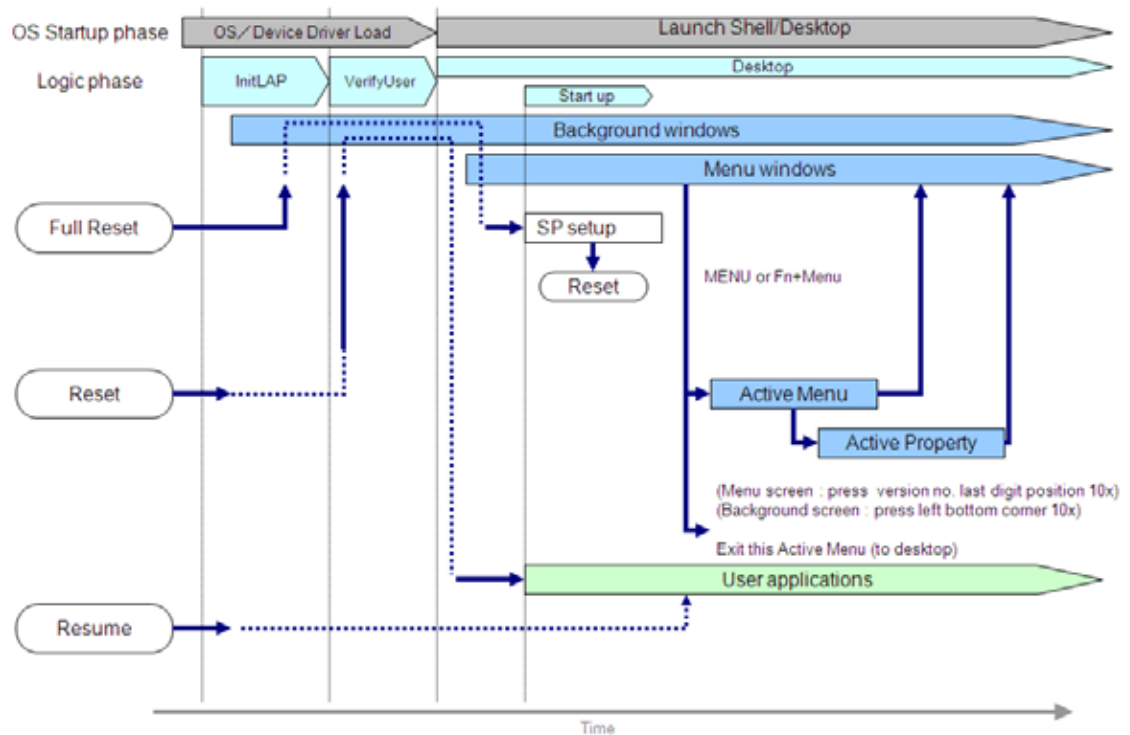 OS Startup phase
OS／Device Driver Load
Launch Shell/Desktop
Logic phase
InitLAP
VerifyUser
Desktop
Start up
Background windows
Menu windows
Full Reset
SP setup
Reset
MENU or Fn+Menu
Reset
Active Menu
Active Property
(Menu screen : press version no. last digit position 10x)
(Background screen : press left bottom corner 10x)
Exit this Active Menu (to desktop)
User applications
Resume
Time